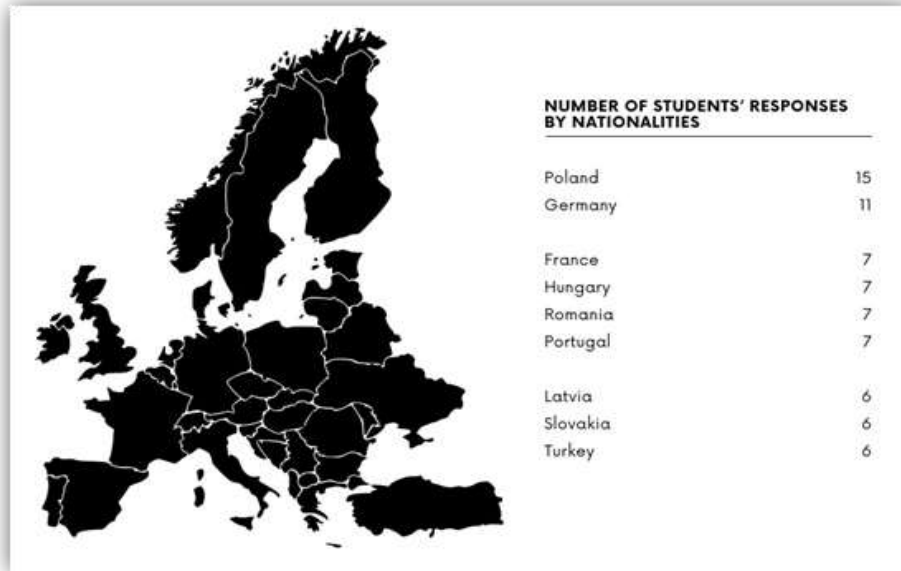 NUMBER OF STUDENTS' RESPONSES
BY NATIONALITIES
Poland 15
Germany 11
France 7
Hungary 7
Romania 7
Portugal 7
Latvia 6
Slovakia 6
Turkey 6